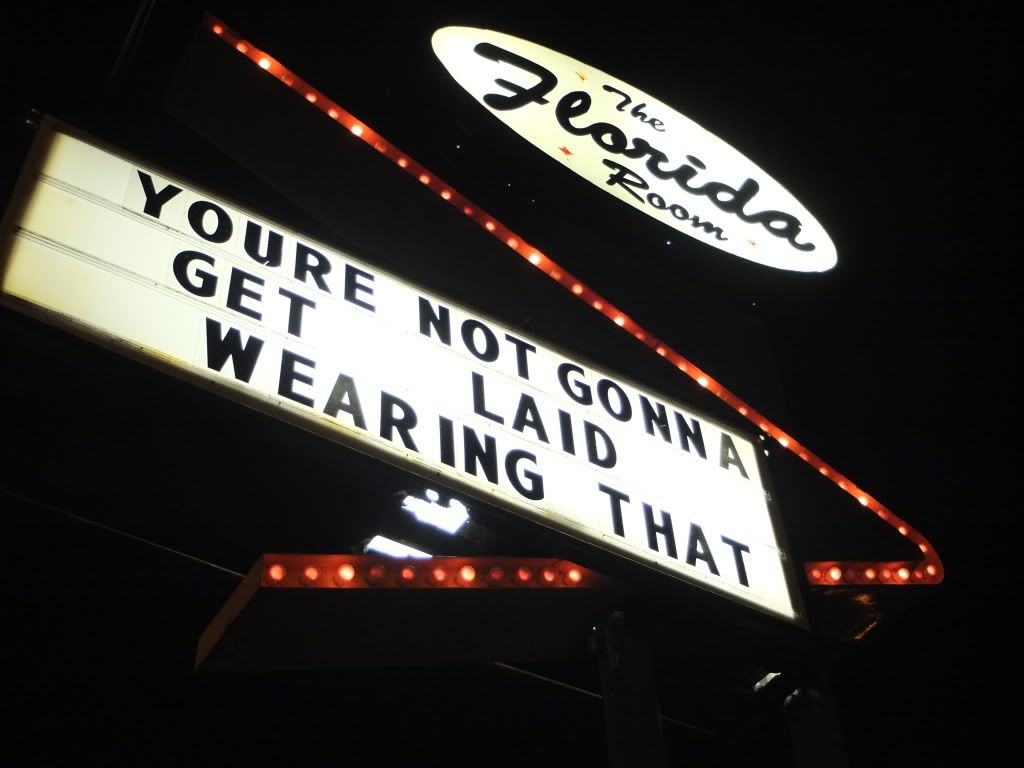 The
Florida
Room
YOURE NOT GONNA
GET LAID
WEARING THAT